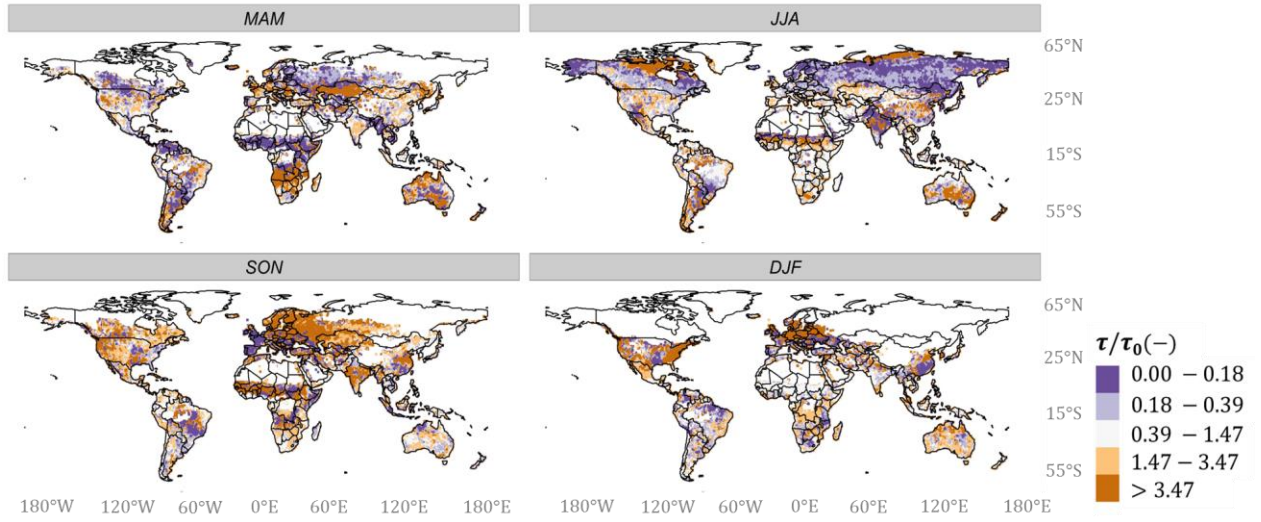 MAM
JJA
65°N
25°N
15°S
55°S
SON
DJF
65°N
25°N
15°S
55°S
180°W 120°W 60°W 0°E 60°E 120°E 180°E 180°W 120°W 60°W 0°E 60°E 120°E 180°E
τ/τ₀(−)
0.00 − 0.18
0.18 − 0.39
0.39 − 1.47
1.47 − 3.47
> 3.47